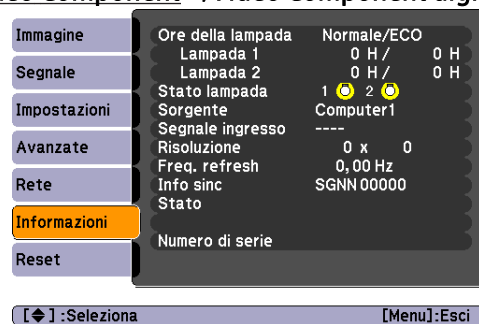 Immagine
Segnale
Impostazioni
Avanzate
Rete
Informazioni
Reset
Ore della lampada Normale/ECO
Lampada 1 0 H / 0 H
Lampada 2 0 H / 0 H
Stato lampada 1 2
Sorgente Computer1
Segnale ingresso ----
Risoluzione 0 x 0
Freq. refresh 0,00 Hz
Info sinc SGNN 00000
Stato
Numero di serie
[ ] :Seleziona [Menu]:Esci